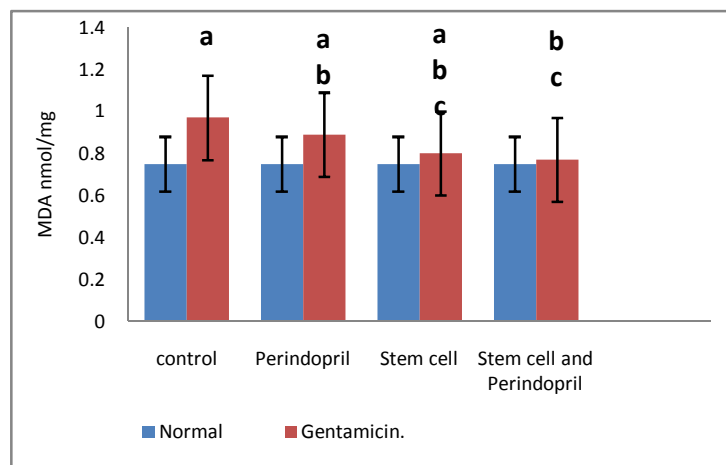 1.4
1.2
1
0.8
0.6
0.4
0.2
0
MDA nmol/mg
a
a
b
a
b
c
b
c
control
Perindopril
Stem cell
Stem cell and
Perindopril
Normal
Gentamicin.